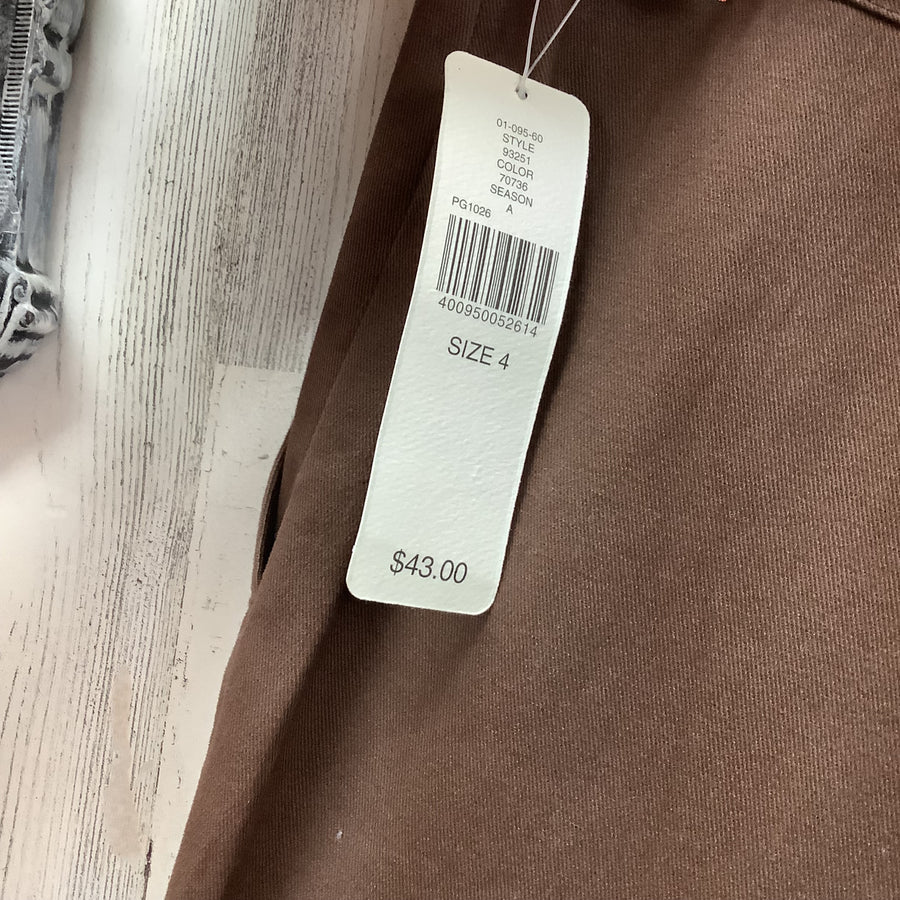 01-095-60
STYLE
93251
COLOR
70736
SEASON
A
PG1026
400950052614
SIZE 4
$43.00